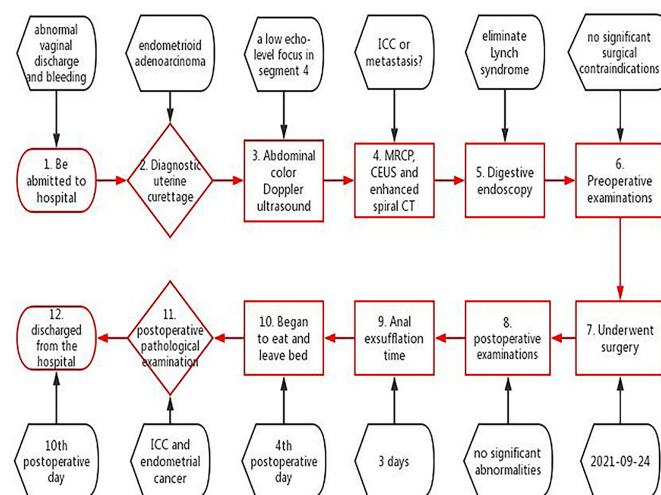 abnormal
vaginal
discharge
and bleeding
endometrioid
adenoarcinoma
a low echo-
level focus in
segment 4
ICC or
metastasis?
eliminate
Lynch
syndrome
no significant
surgical
contraindications
1. Be
abmitted to
hospital
2. Diagnostic
uterine
curettage
3. Abdominal
color
Doppler
ultrasound
4. MRCP,
CEUS and
enhanced
spiral CT
5. Digestive
endoscopy
6.
Preoperative
examinations
12.
discharged
from the
hospital
11.
postoperative
pathological
examination
10. Began
to eat and
leave bed
9. Anal
exsufflation
time
8.
postoperative
examinations
7. Underwent
surgery
10th
postoperative
day
ICC and
endometrial
cancer
4th
postoperative
day
3 days
no significant
abnormalities
2021-09-24